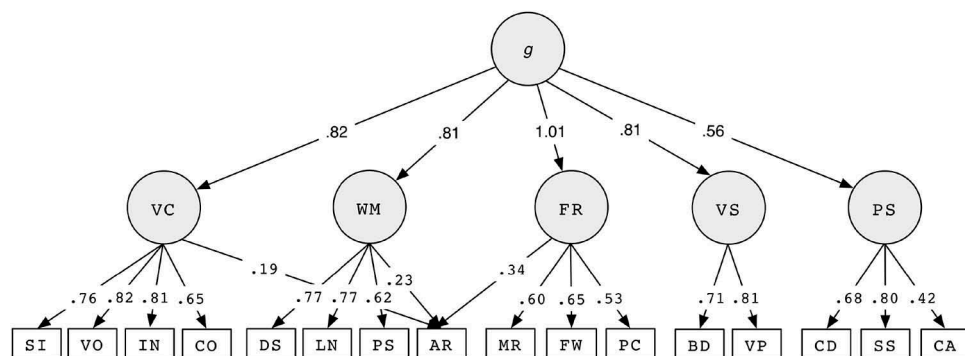 g
.82 .81 1.01 .81 .56
VC WM FR VS PS
.19 .23 .34
.76 .82 .81 .65 .77 .77 .62 .60 .65 .53 .71 .81 .68 .80 .42
SI VO IN CO DS LN PS AR MR FW PC BD VP CD SS CA